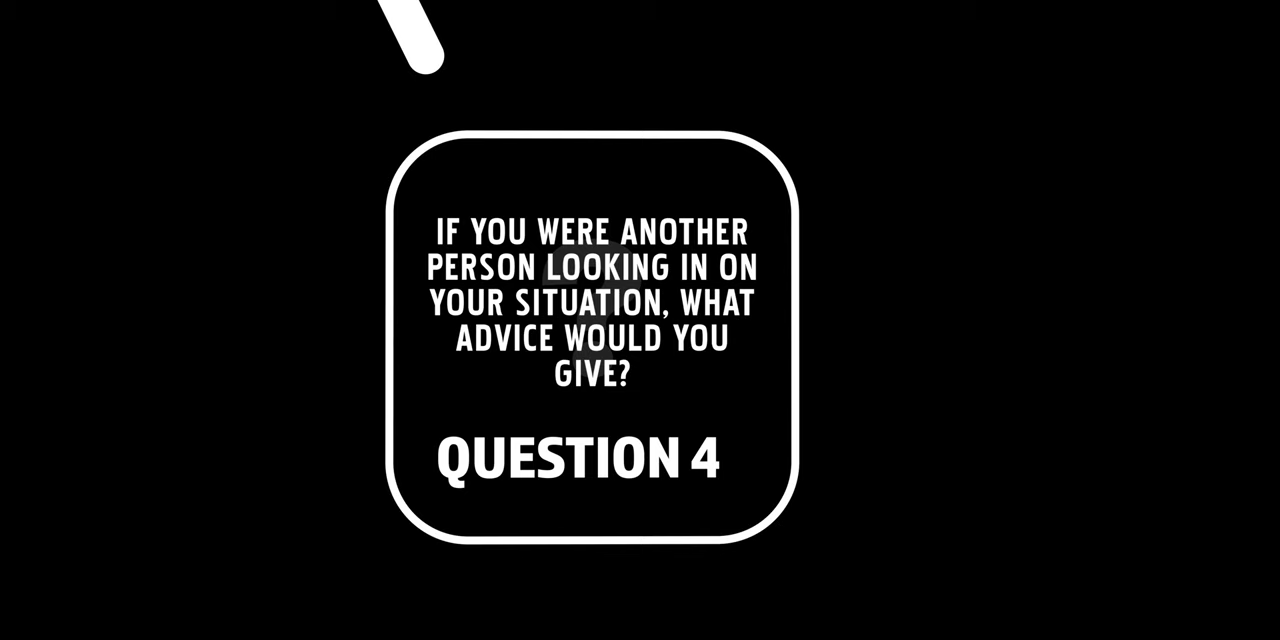 IF YOU WERE ANOTHER
PERSON LOOKING IN ON
YOUR SITUATION, WHAT
ADVICE WOULD YOU
GIVE?
QUESTION 4